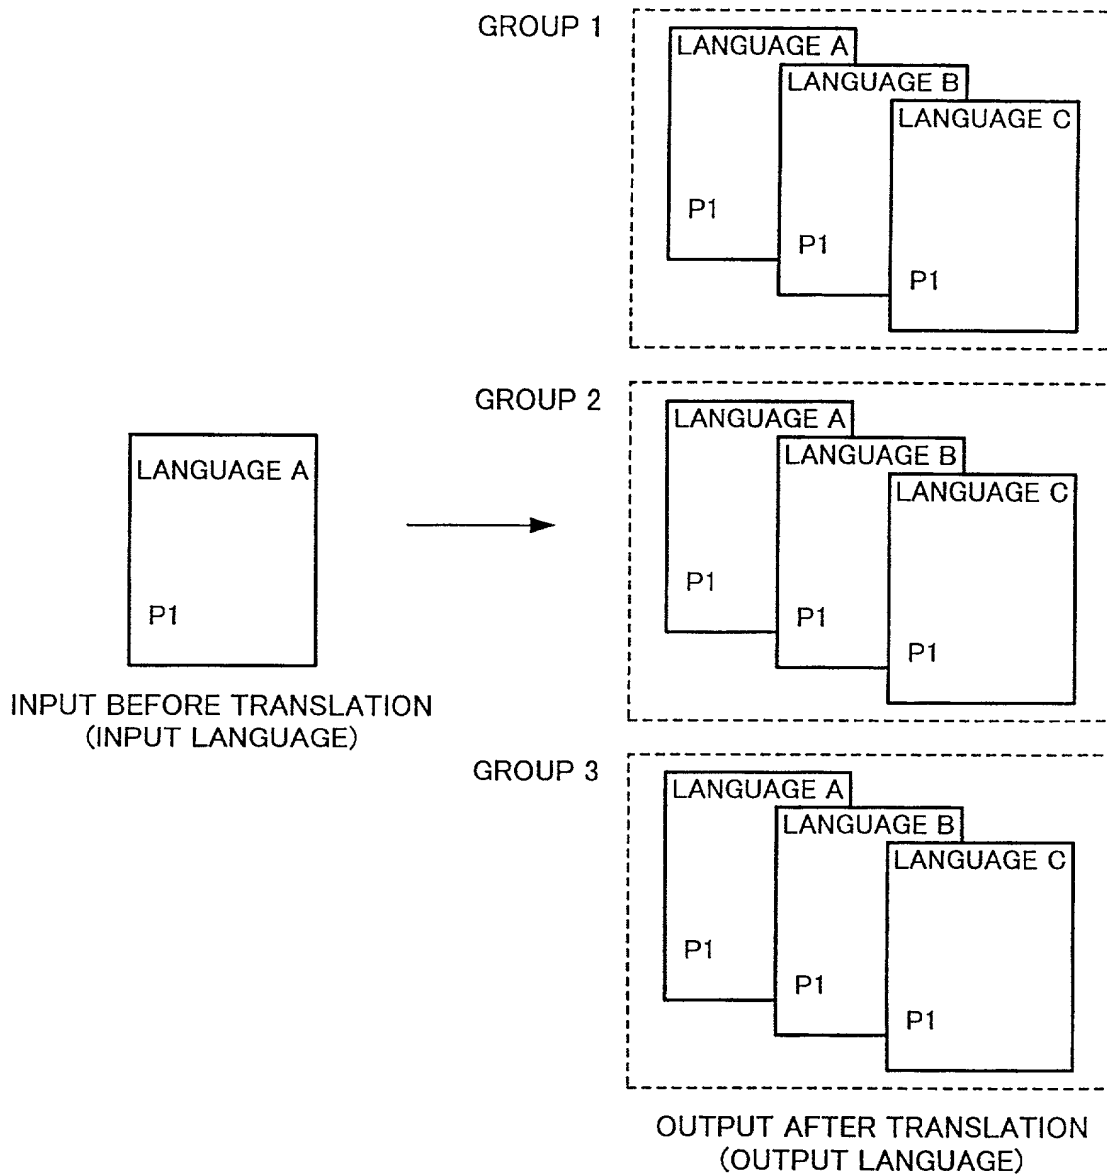 GROUP 1
LANGUAGE A
LANGUAGE B
LANGUAGE C
P1
P1
P1
GROUP 2
LANGUAGE A
LANGUAGE B
LANGUAGE C
P1
P1
P1
LANGUAGE A
P1
INPUT BEFORE TRANSLATION
(INPUT LANGUAGE)
GROUP 3
LANGUAGE A
LANGUAGE B
LANGUAGE C
P1
P1
P1
OUTPUT AFTER TRANSLATION
(OUTPUT LANGUAGE)